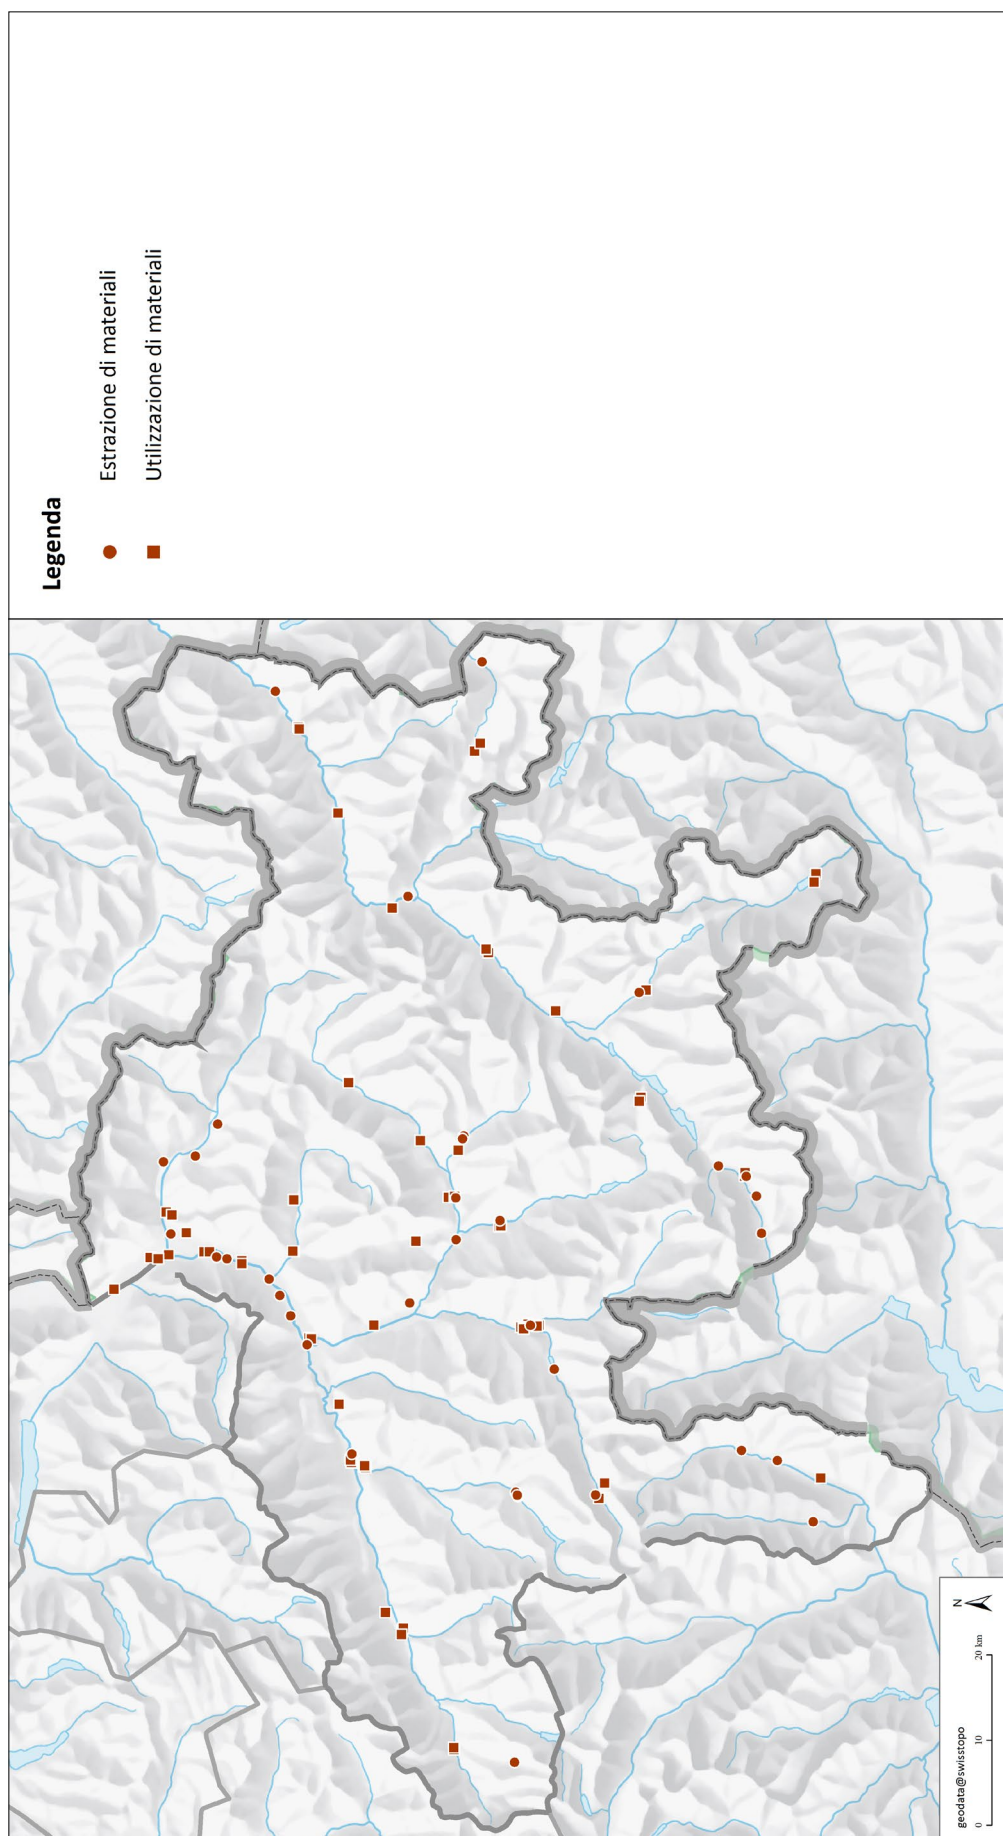 Legenda
Estrazione di materiali
Utilizzazione di materiali
geodata@swisstopo
N
0 10 20 km